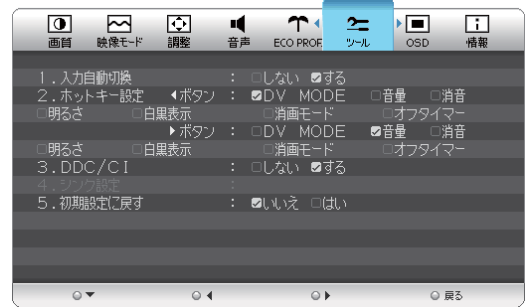 画質 映像モード 調整 音声 ECO PROF. ツール OSD 情報
1.入力自動切換 : □しない ☑する
2.ホットキー設定 ◀ボタン : ☑DV MODE □音量 □消音
□明るさ □白黒表示 □消画モード □オフタイマー
▶ボタン : □DV MODE ☑音量 □消音
□明るさ □白黒表示 □消画モード □オフタイマー
3.DDC/CI : □しない ☑する
4.シンク設定 :
5.初期設定に戻す : ☑いいえ □はい
▼ ◀ ▶ 戻る